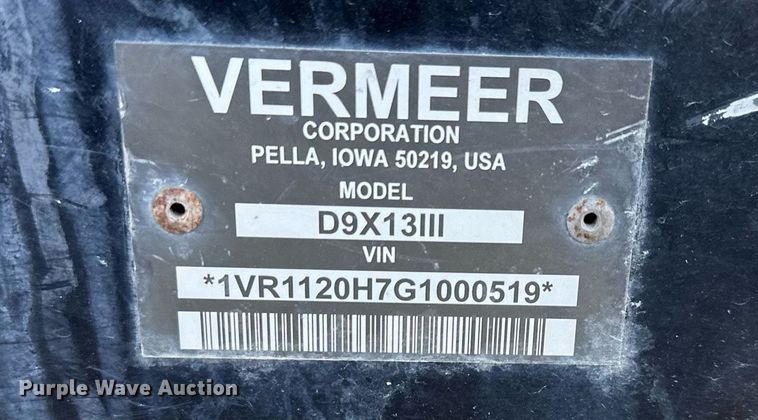 VERMEER
CORPORATION
PELLA, IOWA 50219, USA
MODEL
D9X13III
VIN
*1VR1120H7G1000519*
Purple Wave Auction